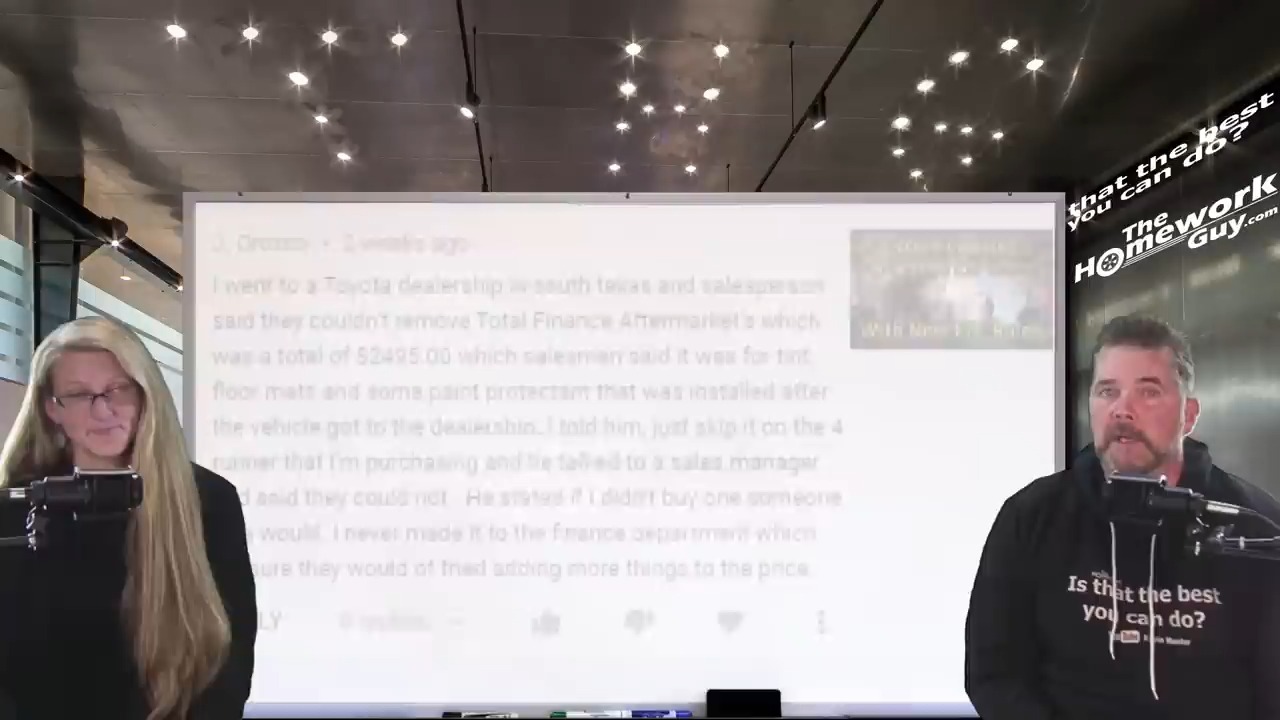 that the best
you can do?
The
Homework
Guy.com
2 weeks ago
I went to a Toyota dealership in south texas and salesperson
said they couldn't remove Total Finance Aftermarket's which
was a total of $2495.00 which salesmen said it was for tint,
floor mats and some paint protectant that was installed after
the vehicle got to the dealership. I told him, just skip it on the 4
runner that I'm purchasing and he talked to a sales manager
said they could not. He states if I didn't buy one someone
would. I never made it to the finance department which
sure they would of tried adding more things to the price.
LY
Is that the best
you can do?